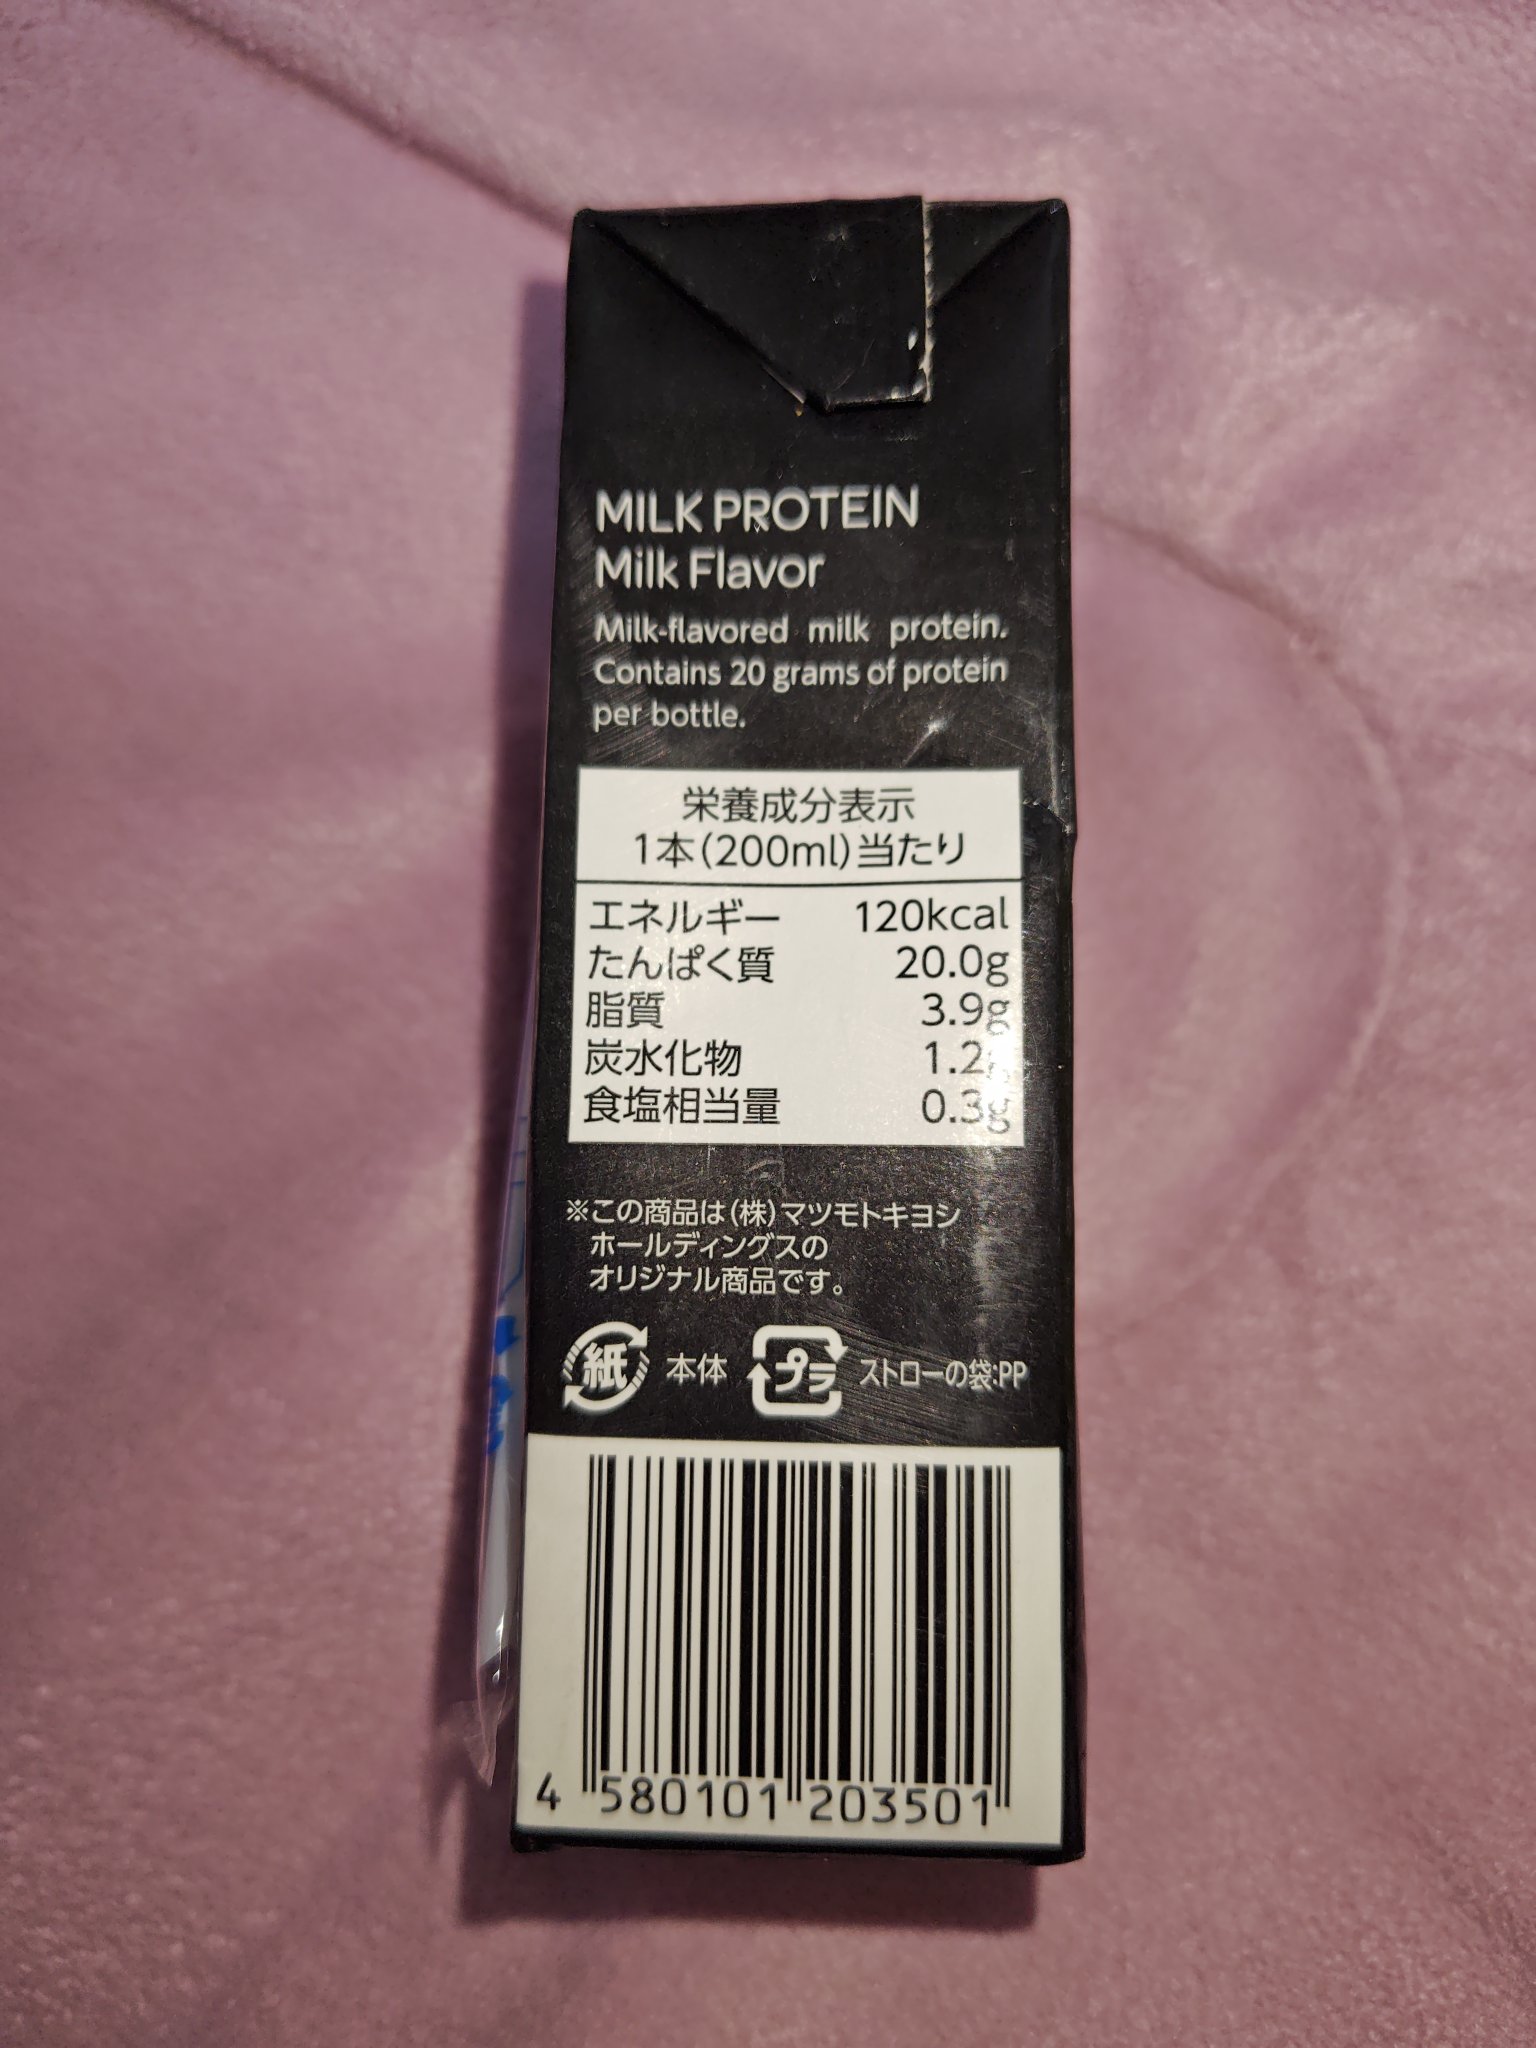 MILK PROTEIN
Milk Flavor
Milk-flavored milk protein.
Contains 20 grams of protein
per bottle.
栄養成分表示
1本(200ml)当たり
エネルギー 120kcal
たんぱく質 20.0g
脂質 3.9g
炭水化物 1.2g
食塩相当量 0.3g
※この商品は(株)マツモトキヨシ
ホールディングスの
オリジナル商品です。
紙 本体 プラ ストローの袋:PP
4 580101 203501